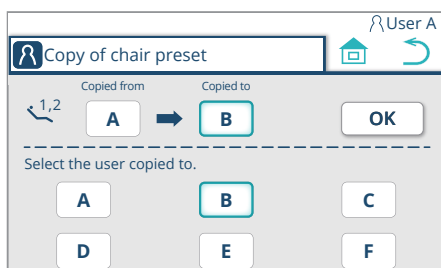 User A
Copy of chair preset
Copied from Copied to
1,2 A B OK
Select the user copied to.
A B C
D E F